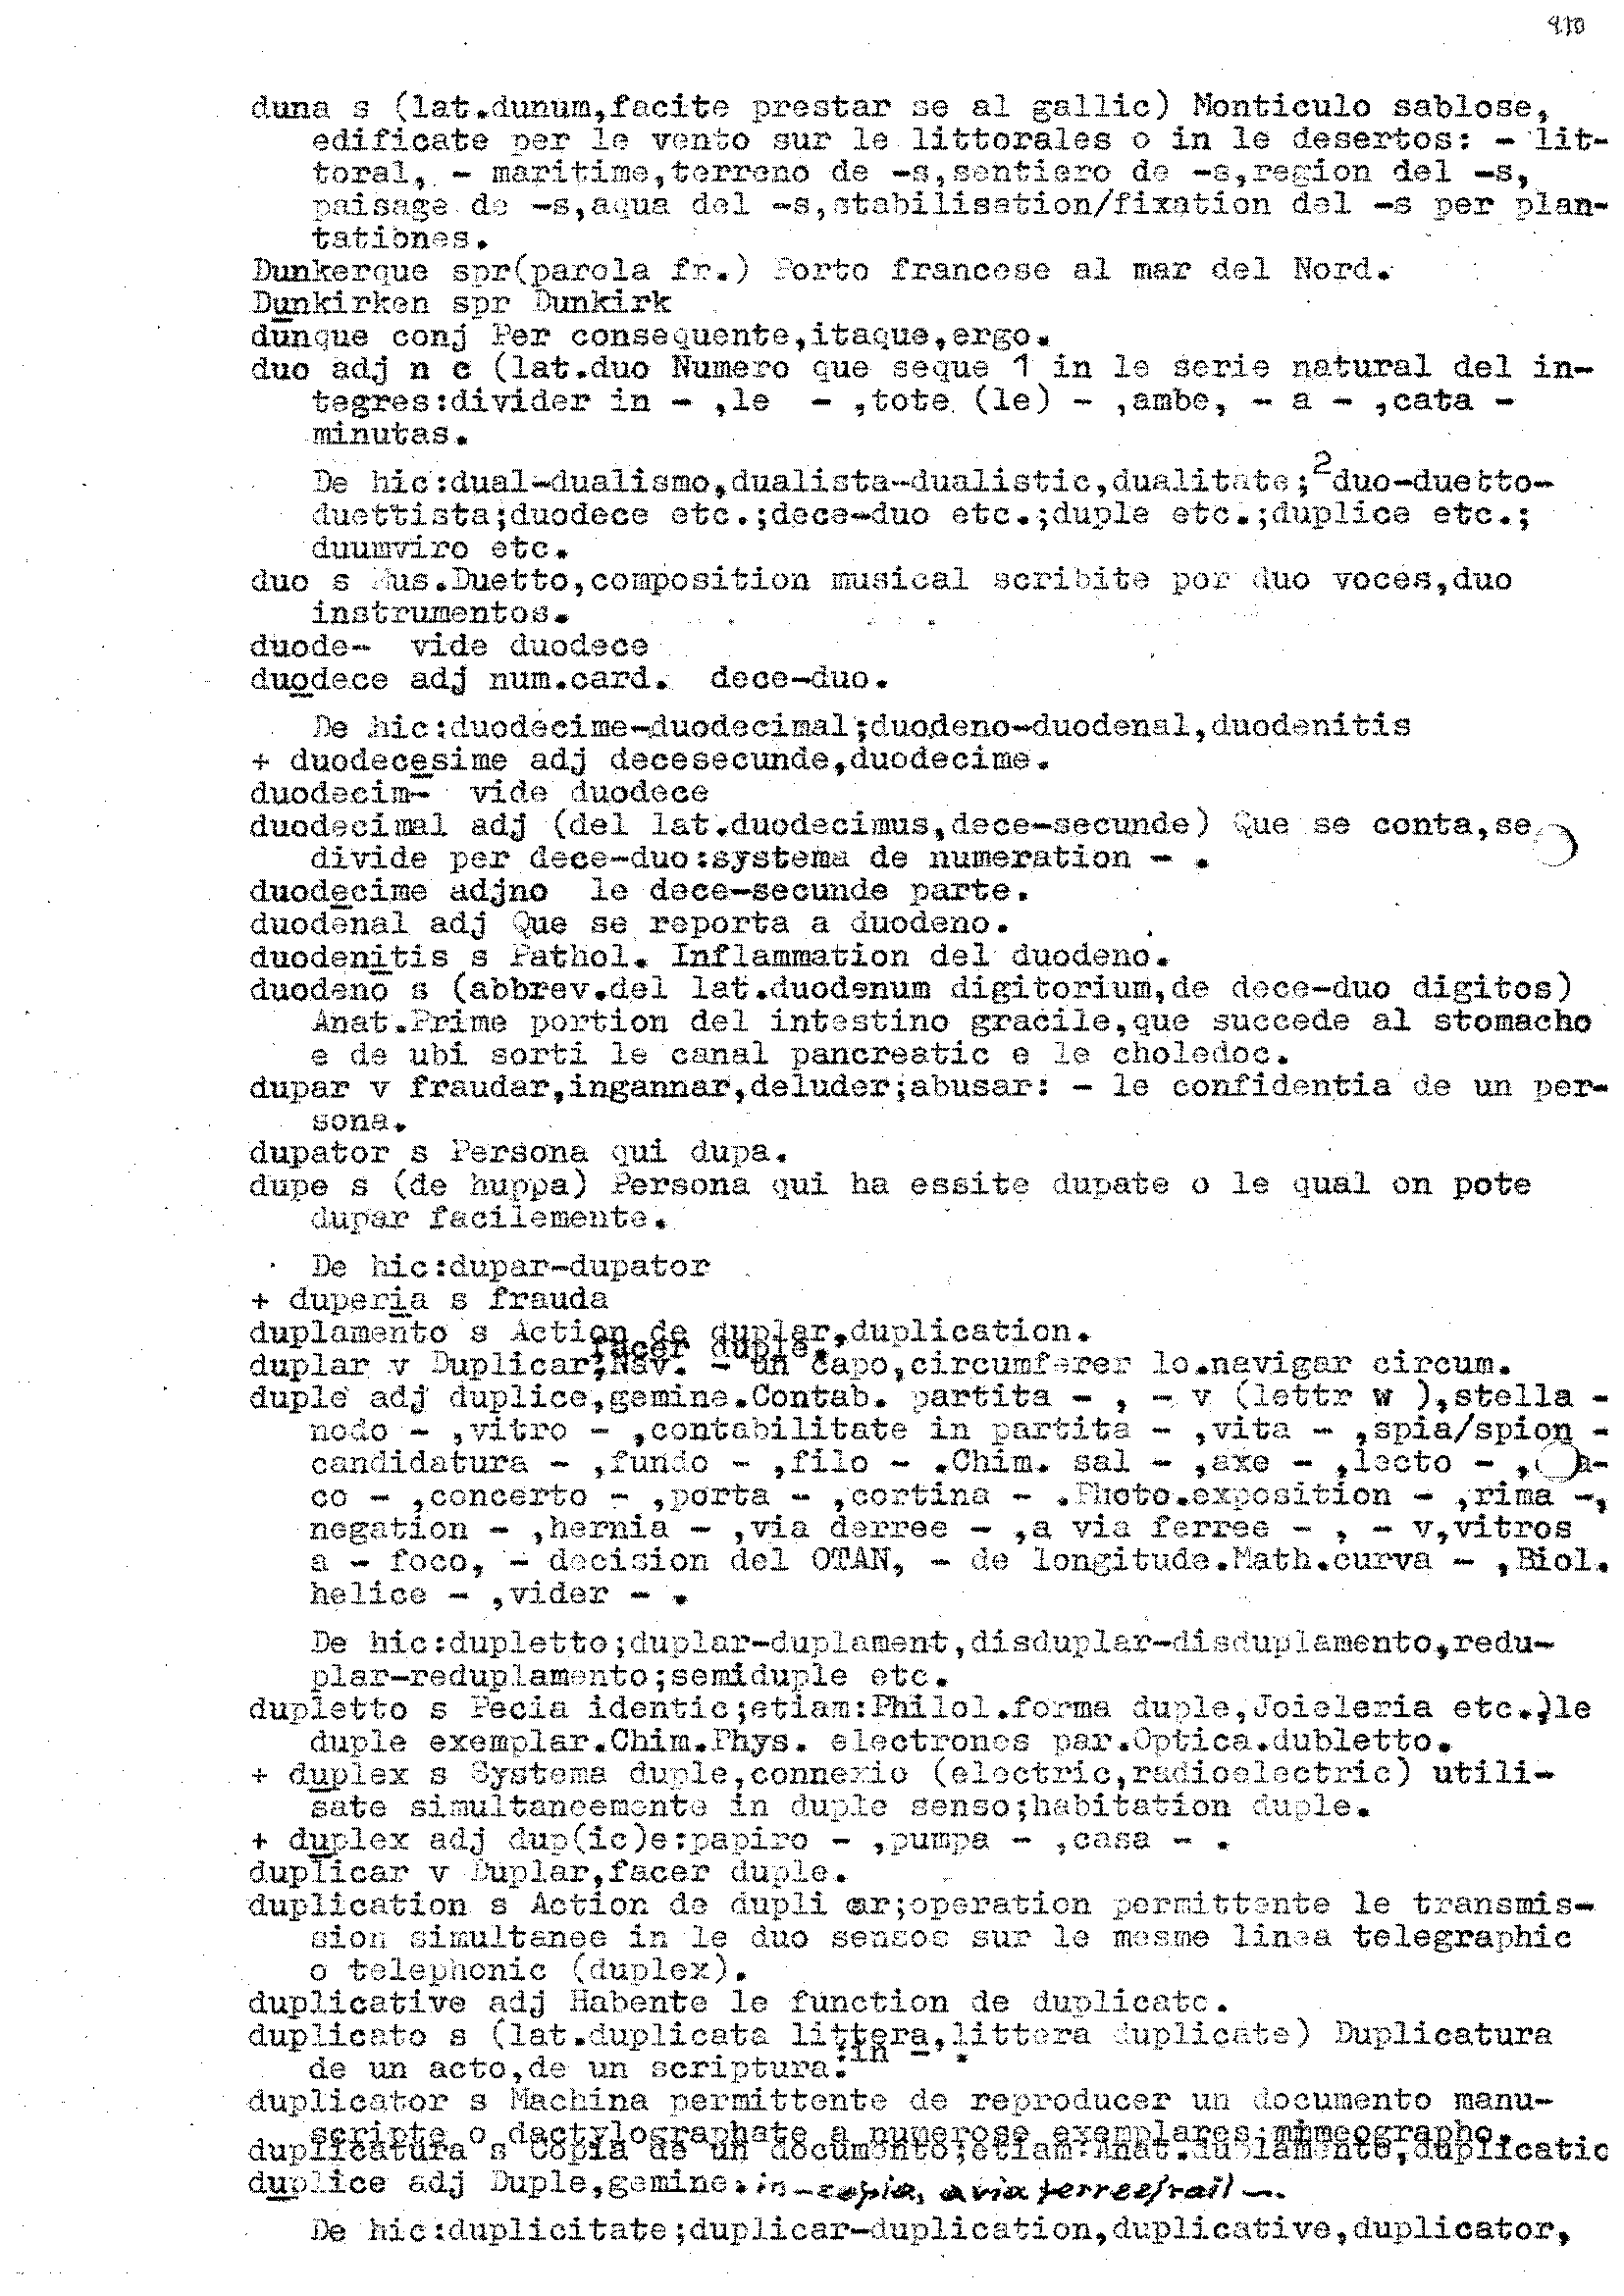 duna s (lat.dunum,facite prestar se al gallic) Monticulo sablose,
edificate per le vento sur le littorales o in le desertos: - lit-
toral, - maritime,terreno de -s,sentiero de -s,region del -s,
paisage de -s,aqua del -s,stabilisation/fixation del -s per plan-
tationes.
Dunkerque spr(parola fr.) Porto francese al mar del Nord.
Dunkirken spr Dunkirk
dunque conj Per consequente,itaque,ergo.
duo adj n c (lat.duo Numero que seque 1 in le serie natural del in-
tegres:divider in - ,le - ,tote (le) - ,ambe, - a - ,cata -
minutas.
De hic:dual-dualismo,dualista-dualistic,dualitate;2duo-duetto-
duettista;duodece etc.;dece-duo etc.;duple etc.;duplice etc.;
duumviro etc.
duo s Mus.Duetto,composition musical scribite por duo voces,duo
instrumentos.
duode- vide duodece
duodece adj num.card. dece-duo.
De hic:duodecime-duodecimal;duodeno-duodenal,duodenitis
+ duodecesime adj decesecunde,duodecime.
duodecim- vide duodece
duodecimal adj (del lat.duodecimus,dece-secunde) Que se conta,se
divide per dece-duo:systema de numeration - .
duodecime adjno le dece-secunde parte.
duodenal adj Que se reporta a duodeno.
duodenitis s Pathol. Inflammation del duodeno.
duodeno s (abbrev.del lat.duodenum digitorium,de dece-duo digitos)
Anat.Prime portion del intestino gracile,que succede al stomacho
e de ubi sorti le canal pancreatic e le choledoc.
dupar v fraudar,ingannar,deluder;abusar: - le confidentia de un per-
sona.
dupator s Persona qui dupa.
dupe s (de huppa) Persona qui ha essite dupate o le qual on pote
dupar facilemente.
De hic:dupar-dupator
+ duperia s frauda
duplamento s Action de duplar,duplication.
facer duple.
duplar v Duplicar;Nav. - un capo,circumferer lo.navigar circum.
duple adj duplice,gemine.Contab. partita - , - v (lettr w ),stella -
nodo - ,vitro - ,contabilitate in partita - ,vita - ,spia/spion -
candidatura - ,fundo - ,filo - .Chim. sal - ,axe - ,lecto - ,
co - ,concerto - ,porta - ,cortina - .Photo.exposition - ,rima -,
negation - ,hernia - ,via derree - ,a via ferree - , - v,vitros
a - foco, - decision del OTAN, - de longitude.Math.curva - ,Biol.
helice - ,vider - .
De hic:dupletto;duplar-duplament,disduplar-disduplamento,redu-
plar-reduplamento;semiduple etc.
dupletto s Pecia identic;etiam:Philol.forma duple,Joieleria etc.)le
duple exemplar.Chim.Phys. electrones par.Optica.dubletto.
+ duplex s Systema duple,connexio (electric,radioelectric) utili-
sate simultaneemente in duple senso;habitation duple.
+ duplex adj dup(ic)e:papiro - ,pumpa - ,casa - .
duplicar v Duplar,facer duple.
duplication s Action de dupli ar;operation permittente le transmis-
sion simultanee in le duo sensos sur le mesme linea telegraphic
o telephonic (duplex).
duplicative adj Habente le function de duplicate.
duplicato s (lat.duplicata littera,littera duplicate) Duplicatura
de un acto,de un scriptura:in - .
duplicator s Machina permittente de reproducer un documento manu-
scripte o dactylographate a numerose exemplares:mimeographo.
duplicatura s Copia de un documento;etiam:Anat.duplamento,duplicatio
duplice adj Duple,gemine.in - copia, a via ferree/rail -.
De hic:duplicitate;duplicar-duplication,duplicative,duplicator,